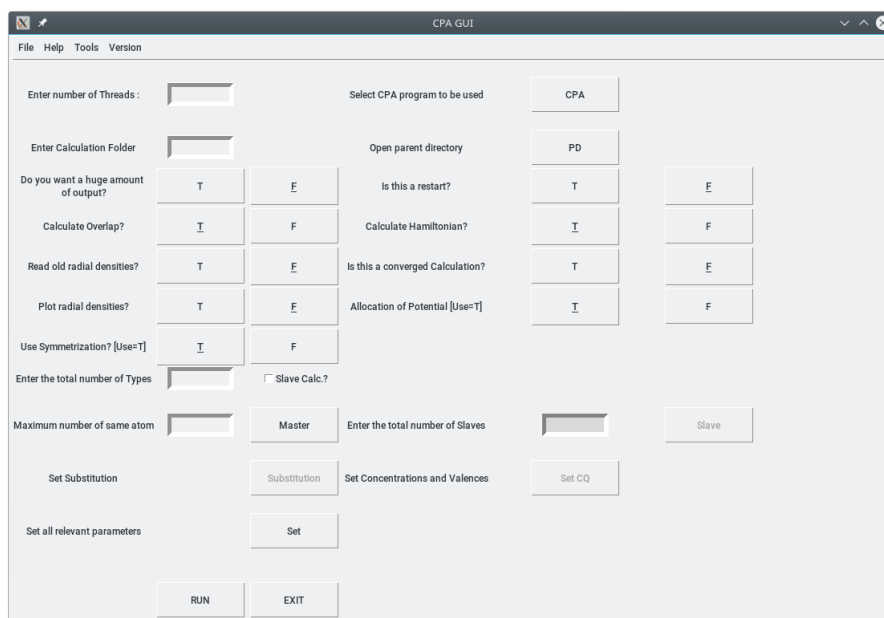 CPA GUI
File Help Tools Version
Enter number of Threads : Select CPA program to be used CPA
Enter Calculation Folder Open parent directory PD
Do you want a huge amount
of output? T F Is this a restart? T F
Calculate Overlap? T F Calculate Hamiltonian? T F
Read old radial densities? T F Is this a converged Calculation? T F
Plot radial densities? T F Allocation of Potential [Use=T] T F
Use Symmetrization? [Use=T] T F
Enter the total number of Types Slave Calc.?
Maximum number of same atom Master Enter the total number of Slaves Slave
Set Substitution Substitution Set Concentrations and Valences Set CQ
Set all relevant parameters Set
RUN EXIT